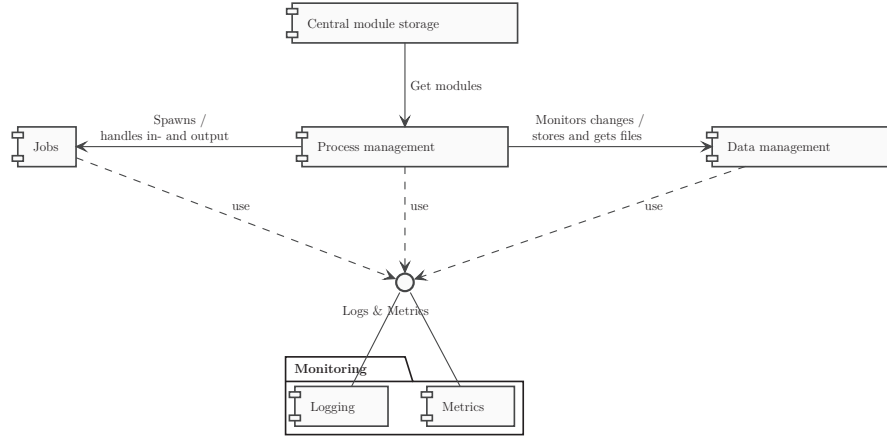 Central module storage
Get modules
Spawns /
handles in- and output
Monitors changes /
stores and gets files
Jobs
Process management
Data management
use
use
use
Logs & Metrics
Monitoring
Logging
Metrics